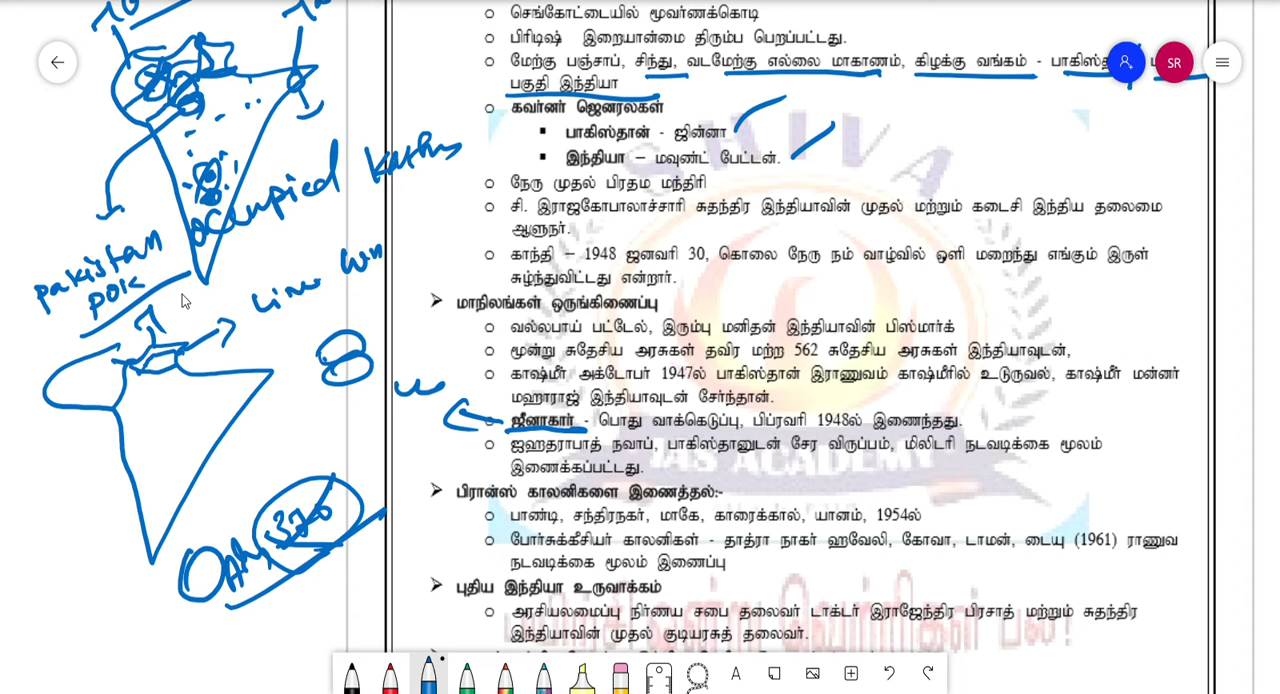 செங்கோட்டையில் மூவர்ணக்கொடி
பிரிடிஷ் இறையான்மை திரும்ப பெறப்பட்டது.
மேற்கு பஞ்சாப், சிந்து, வடமேற்கு எல்லை மாகாணம், கிழக்கு வங்கம் - பாகிஸ்
பகுதி இந்தியா
கவர்னர் ஜெனரல்கள்
பாகிஸ்தான் - ஜின்னா
இந்தியா – மவுண்ட் பேட்டன்.
நேரு முதல் பிரதம மந்திரி
சி. இராஜகோபாலாச்சாரி சுதந்திர இந்தியாவின் முதல் மற்றும் கடைசி இந்திய தலைமை
ஆளுநர்.
காந்தி – 1948 ஜனவரி 30, கொலை நேரு நம் வாழ்வில் ஒளி மறைந்து எங்கும் இருள்
சுழ்ந்துவிட்டது என்றார்.
மாநிலங்கள் ஒருங்கிணைப்பு
வல்லபாய் பட்டேல், இரும்பு மனிதன் இந்தியாவின் பிஸ்மார்க்
மூன்று சுதேசிய அரசுகள் தவிர மற்ற 562 சுதேசிய அரசுகள் இந்தியாவுடன்,
காஷ்மீர் அக்டோபர் 1947ல் பாகிஸ்தான் இராணுவம் காஷ்மீரில் உடுருவல், காஷ்மீர் மன்னர்
மஹாராஜ் இந்தியாவுடன் சேர்ந்தான்.
ஜீனாகார் - பொது வாக்கெடுப்பு, பிப்ரவரி 1948ல் இணைந்தது.
ஐஹதராபாத் நவாப், பாகிஸ்தானுடன் சேர விருப்பம், மிலிடரி நடவடிக்கை மூலம்
இணைக்கப்பட்டது.
பிரான்ஸ் காலனிகளை இணைத்தல்:-
பாண்டி, சந்திரநகர், மாகே, காரைக்கால், யானம், 1954ல்
போர்சுக்கீசியர் காலனிகள் - தாத்ரா நாகர் ஹவேலி, கோவா, டாமன், டையு (1961) ராணுவ
நடவடிக்கை மூலம் இணைப்பு
புதிய இந்தியா உருவாக்கம்
அரசியலமைப்பு நிர்ணய சபை தலைவர் டாக்டர் இராஜேந்திர பிரசாத் மற்றும் சுதந்திர
இந்தியாவின் முதல் குடியரசுத் தலைவர்.
SR
occupied
pakistan
POK
370
IAS ACADEMY
A